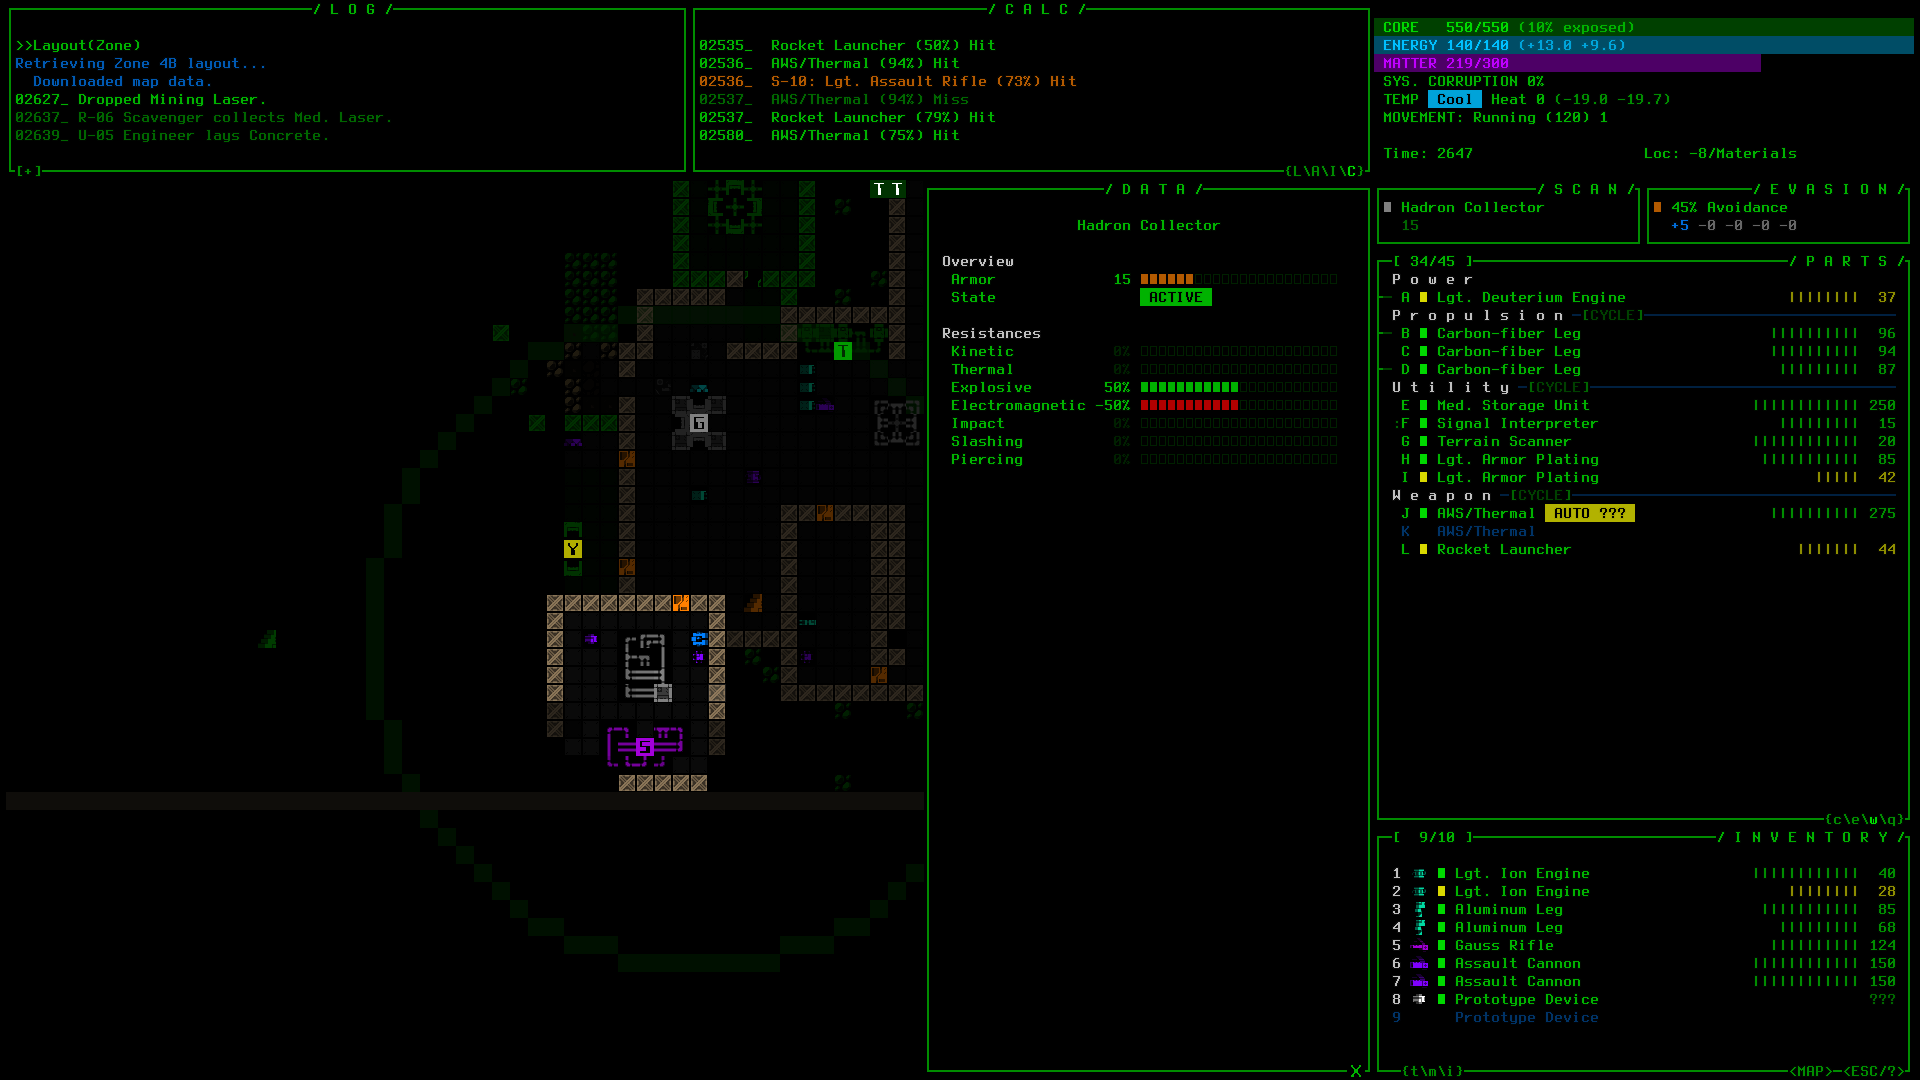 / L O G /
>>Layout(Zone)
Retrieving Zone 4B layout...
Downloaded map data.
02627_ Dropped Mining Laser.
02637_ R-06 Scavenger collects Med. Laser.
02639_ U-05 Engineer lays Concrete.
[+]
/ C A L C /
02535_ Rocket Launcher (50%) Hit
02536_ AWS/Thermal (94%) Hit
02536_ S-10: Lgt. Assault Rifle (73%) Hit
02537_ AWS/Thermal (94%) Miss
02537_ Rocket Launcher (79%) Hit
02580_ AWS/Thermal (75%) Hit
{L\A\I\C}
CORE 550/550 (10% exposed)
ENERGY 140/140 (+13.0 +9.6)
MATTER 219/300
SYS. CORRUPTION 0%
TEMP Cool Heat 0 (-19.0 -19.7)
MOVEMENT: Running (120) 1
Time: 2647 Loc: -8/Materials
T T
T
G
Y
S
/ D A T A /
Hadron Collector
Overview
Armor 15
State ACTIVE
Resistances
Kinetic 0%
Thermal 0%
Explosive 50%
Electromagnetic -50%
Impact 0%
Slashing 0%
Piercing 0%
X
/ S C A N /
Hadron Collector
15
/ E V A S I O N /
45% Avoidance
+5 -0 -0 -0 -0
[ 34/45 ] / P A R T S /
P o w e r
A Lgt. Deuterium Engine 37
P r o p u l s i o n [CYCLE]
B Carbon-fiber Leg 96
C Carbon-fiber Leg 94
D Carbon-fiber Leg 87
U t i l i t y [CYCLE]
E Med. Storage Unit 250
:F Signal Interpreter 15
G Terrain Scanner 20
H Lgt. Armor Plating 85
I Lgt. Armor Plating 42
W e a p o n [CYCLE]
J AWS/Thermal AUTO ??? 275
K AWS/Thermal
L Rocket Launcher 44
{c\e\w\q}
[ 9/10 ] / I N V E N T O R Y /
1 Lgt. Ion Engine 40
2 Lgt. Ion Engine 28
3 Aluminum Leg 85
4 Aluminum Leg 68
5 Gauss Rifle 124
6 Assault Cannon 150
7 Assault Cannon 150
8 Prototype Device ???
9 Prototype Device
{t\m\i} <MAP> <ESC/?>